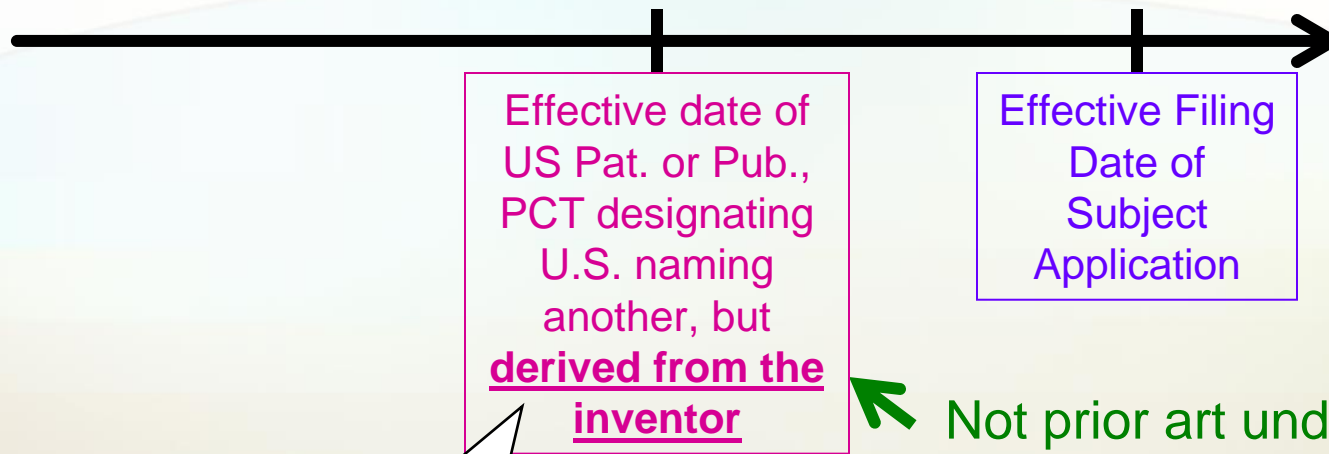 Effective date of
US Pat. or Pub.,
PCT designating
U.S. naming
another, but
derived from the
inventor
Effective Filing
Date of
Subject
Application
Not prior art und